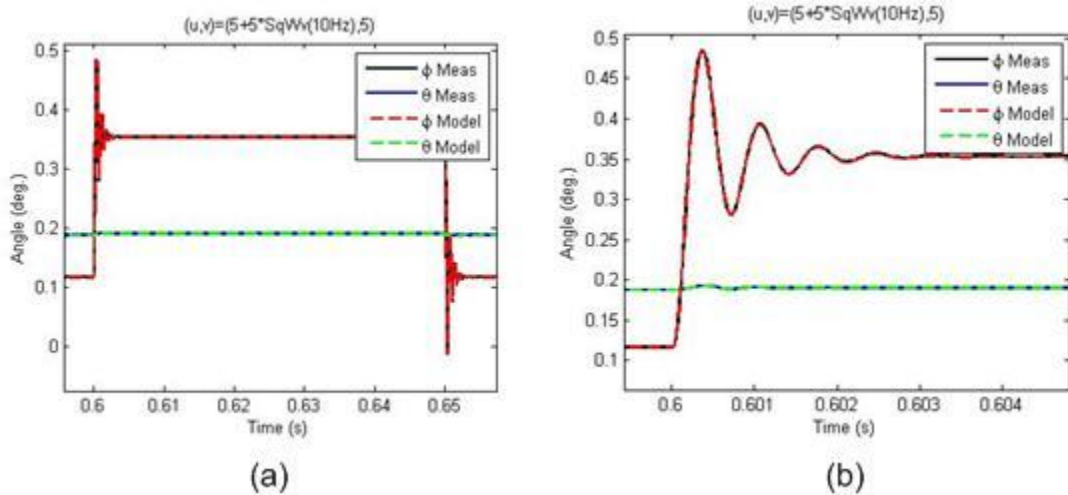 (u,v)=(5+5*SqWv(10Hz),5)
0.5
0.4
0.3
0.2
0.1
0
Angle (deg.)
ϕ Meas
θ Meas
ϕ Model
θ Model
0.6 0.61 0.62 0.63 0.64 0.65
Time (s)
(a)
(u,v)=(5+5*SqWv(10Hz),5)
0.5
0.45
0.4
0.35
0.3
0.25
0.2
0.15
0.1
Angle (deg.)
ϕ Meas
θ Meas
ϕ Model
θ Model
0.6 0.601 0.602 0.603 0.604
Time (s)
(b)